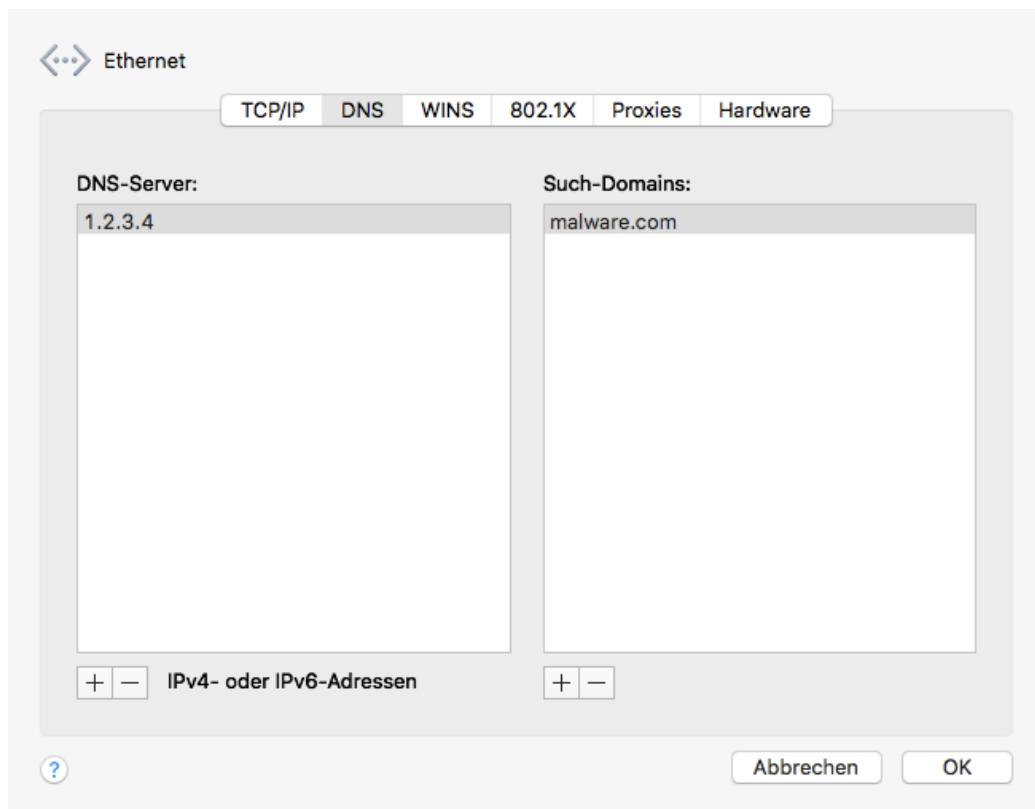 Ethernet
TCP/IP DNS WINS 802.1X Proxies Hardware
DNS-Server: Such-Domains:
1.2.3.4 malware.com
+ − IPv4- oder IPv6-Adressen + −
? Abbrechen OK